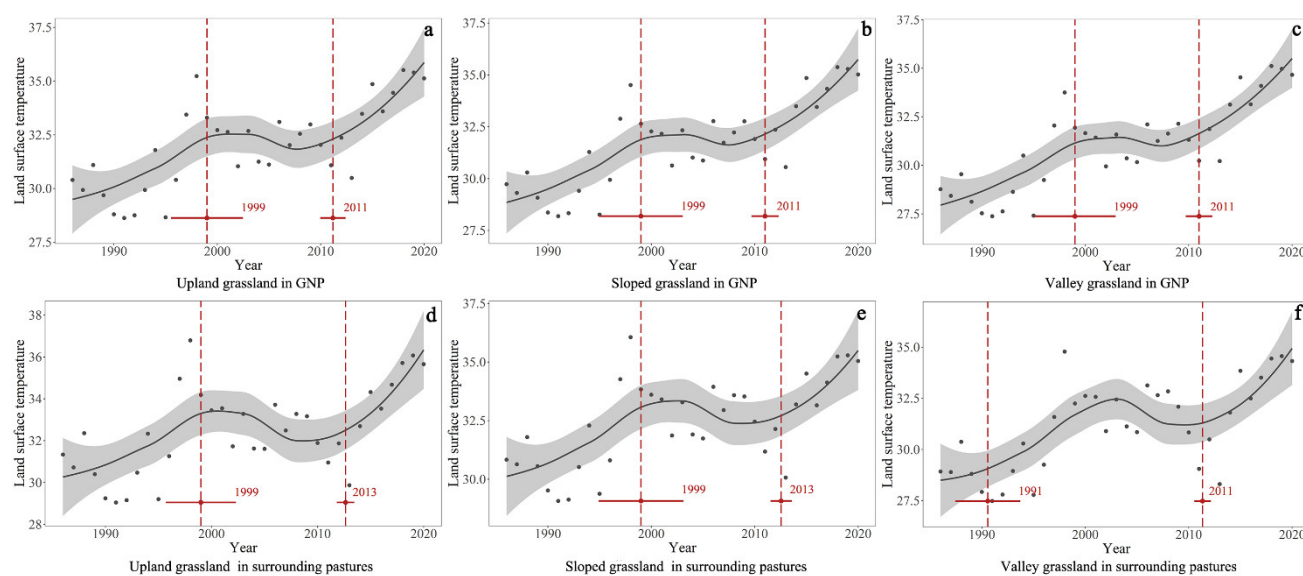 a
37.5
35.0
32.5
30.0
27.5
Land surface temperature
1999
2011
1990
2000
2010
2020
Year
Upland grassland in GNP
b
37.5
35.0
32.5
30.0
27.5
Land surface temperature
1999
2011
1990
2000
2010
2020
Year
Sloped grassland in GNP
c
37.5
35.0
32.5
30.0
27.5
Land surface temperature
1999
2011
1990
2000
2010
2020
Year
Valley grassland in GNP
d
38
36
34
32
30
28
Land surface temperature
1999
2013
1990
2000
2010
2020
Year
Upland grassland in surrounding pastures
e
37.5
35.0
32.5
30.0
Land surface temperature
1999
2013
1990
2000
2010
2020
Year
Sloped grassland in surrounding pastures
f
35.0
32.5
30.0
27.5
Land surface temperature
1991
2011
1990
2000
2010
2020
Year
Valley grassland in surrounding pastures